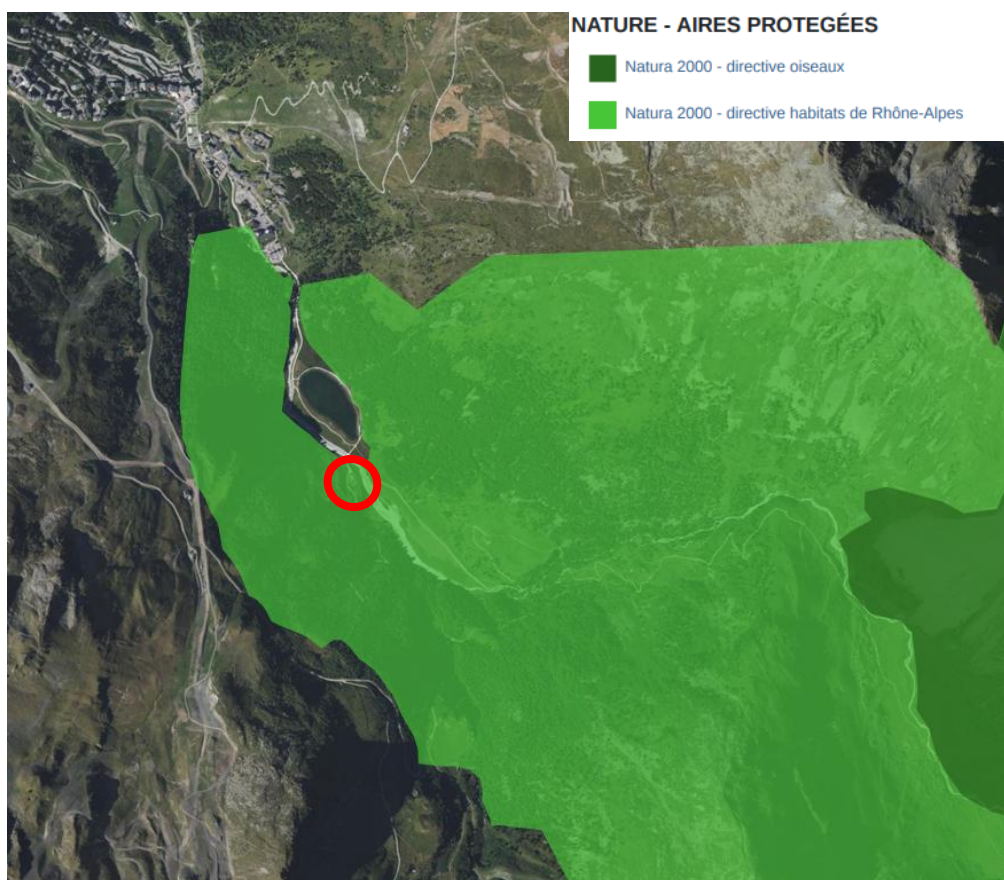 NATURE - AIRES PROTEGÉES
Natura 2000 - directive oiseaux
Natura 2000 - directive habitats de Rhône-Alpes